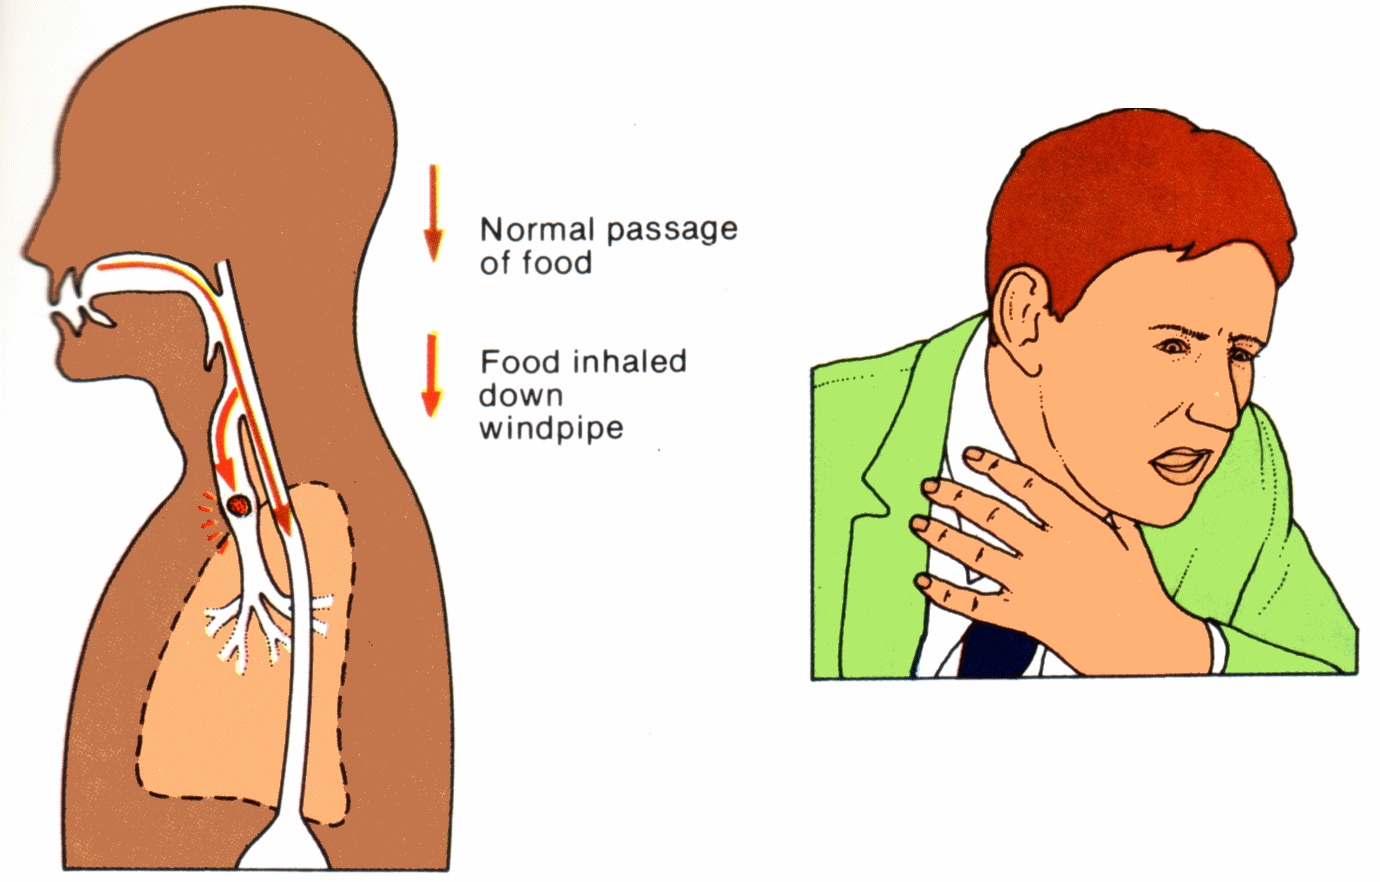 Normal passage
of food
Food inhaled
down
windpipe